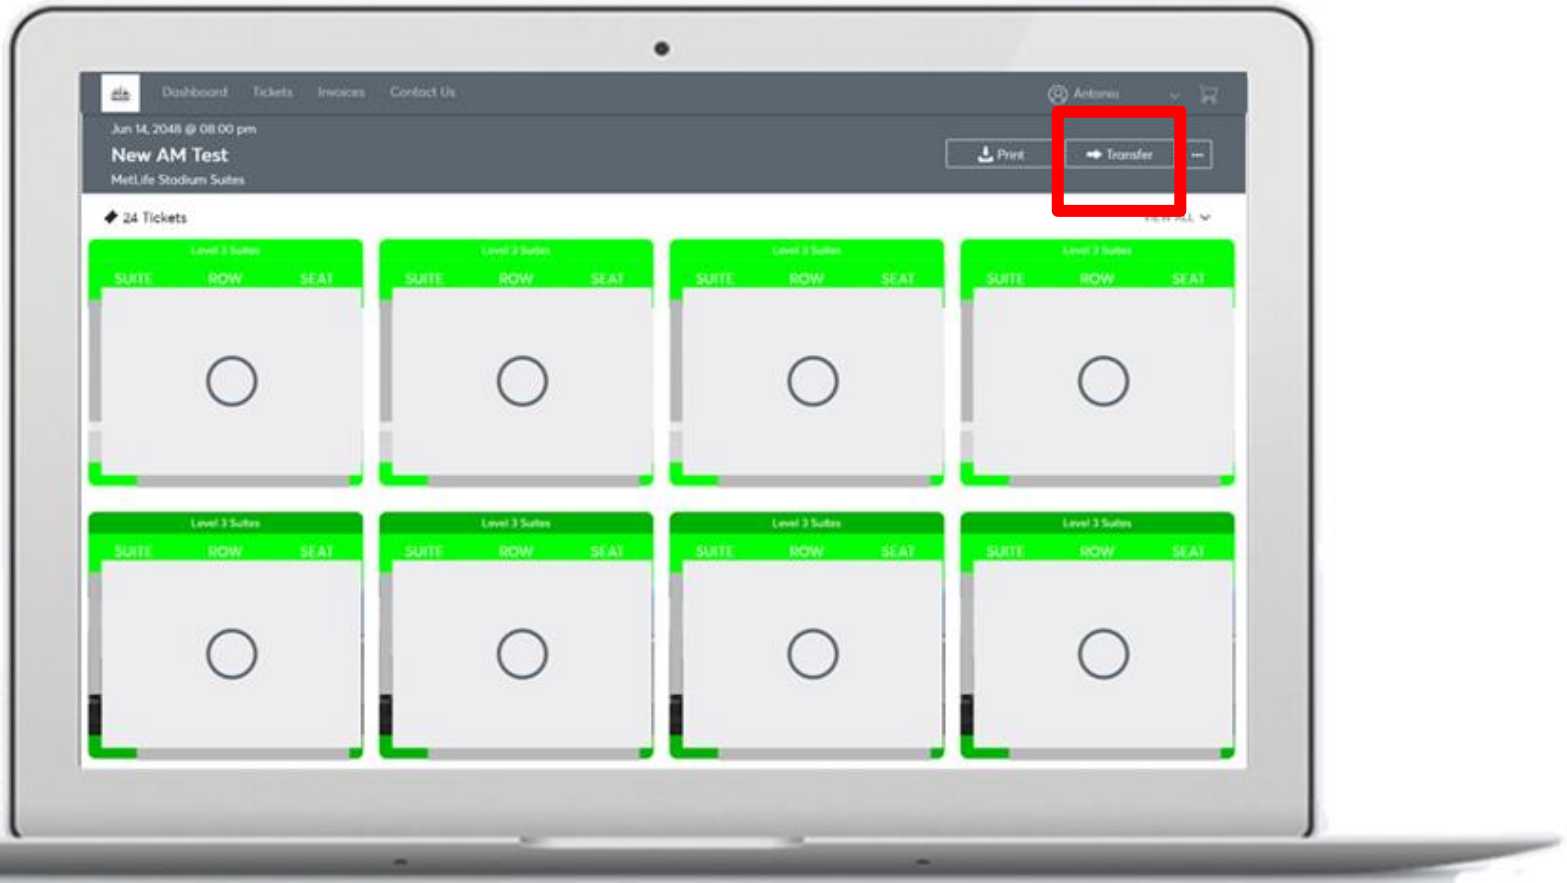 Dashboard Tickets Invoices Contact Us Antonio
Jun 14, 2048 @ 08:00 pm
New AM Test
MetLife Stadium Suites
Print Transfer
24 Tickets VIEW ALL
Level 3 Suites Level 3 Suites Level 3 Suites Level 3 Suites
SUITE ROW SEAT SUITE ROW SEAT SUITE ROW SEAT SUITE ROW SEAT
Level 3 Suites Level 3 Suites Level 3 Suites Level 3 Suites
SUITE ROW SEAT SUITE ROW SEAT SUITE ROW SEAT SUITE ROW SEAT